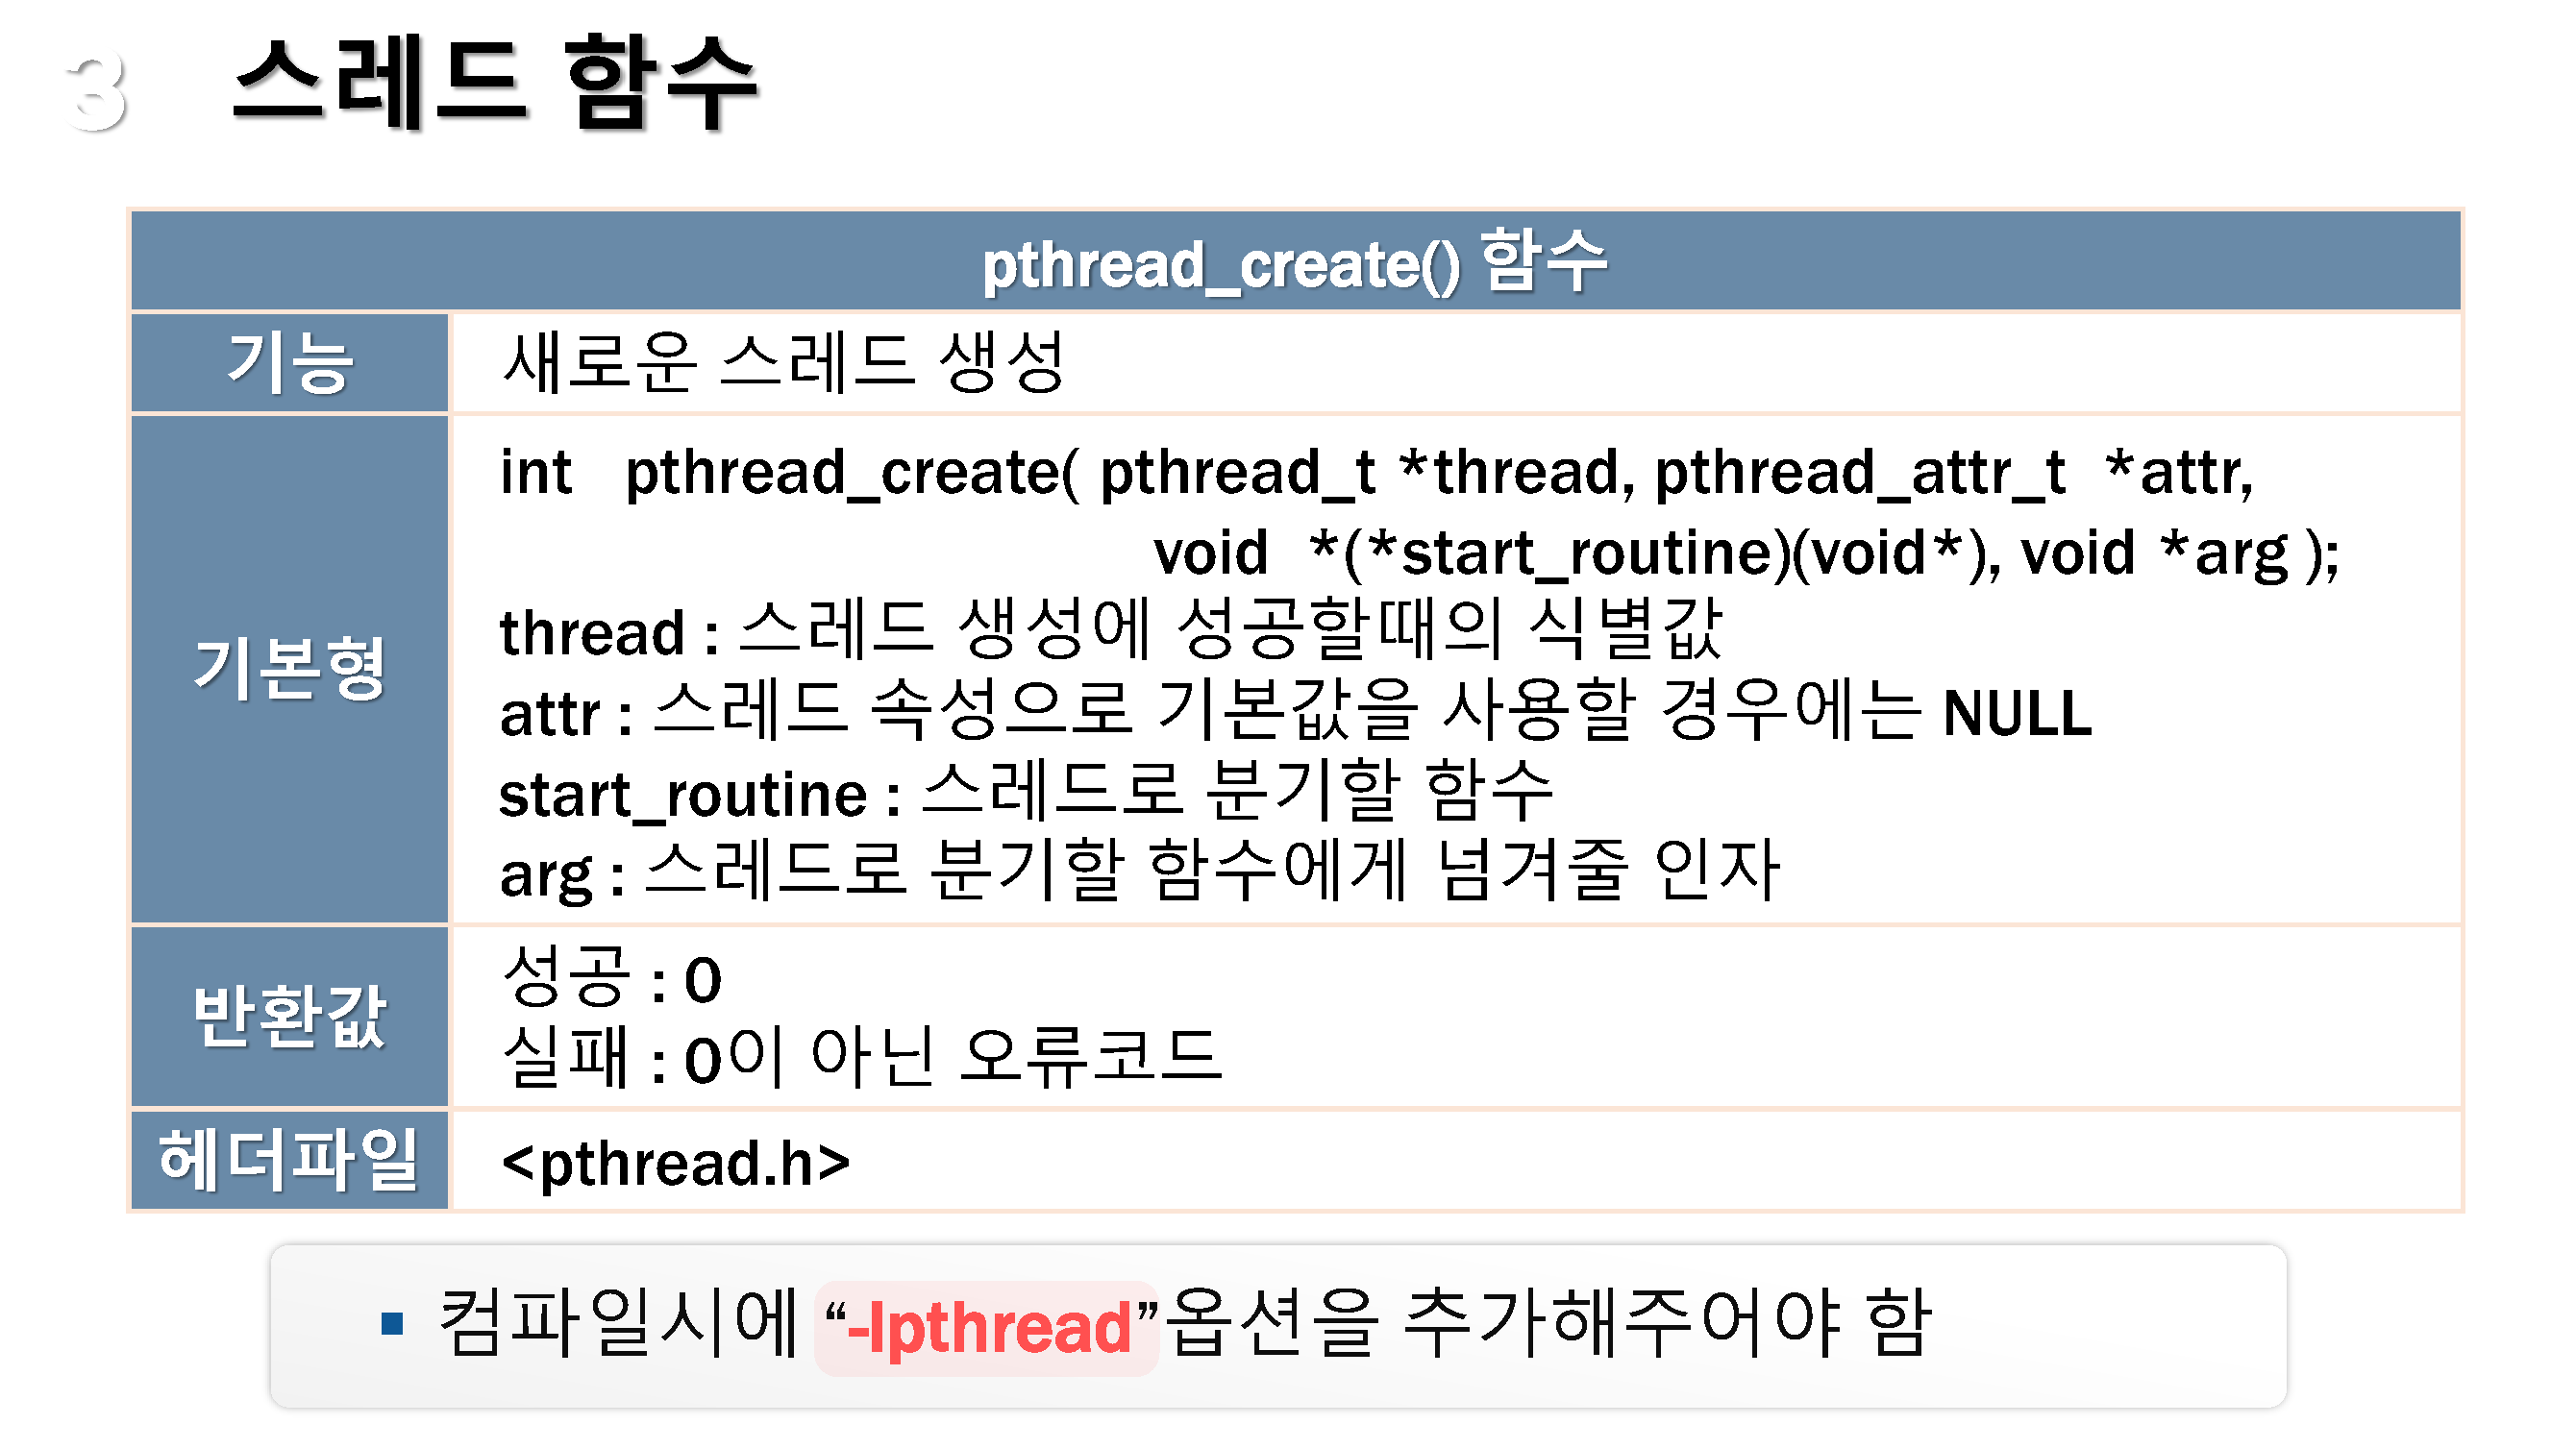 3 스레드 함수
pthread_create() 함수
기능 새로운 스레드 생성
기본형
int pthread_create( pthread_t *thread, pthread_attr_t *attr,
void *(*start_routine)(void*), void *arg );
thread : 스레드 생성에 성공할때의 식별값
attr : 스레드 속성으로 기본값을 사용할 경우에는 NULL
start_routine : 스레드로 분기할 함수
arg : 스레드로 분기할 함수에게 넘겨줄 인자
반환값
성공 : 0
실패 : 0이 아닌 오류코드
헤더파일 <pthread.h>
▪ 컴파일시에 “-lpthread”옵션을 추가해주어야 함